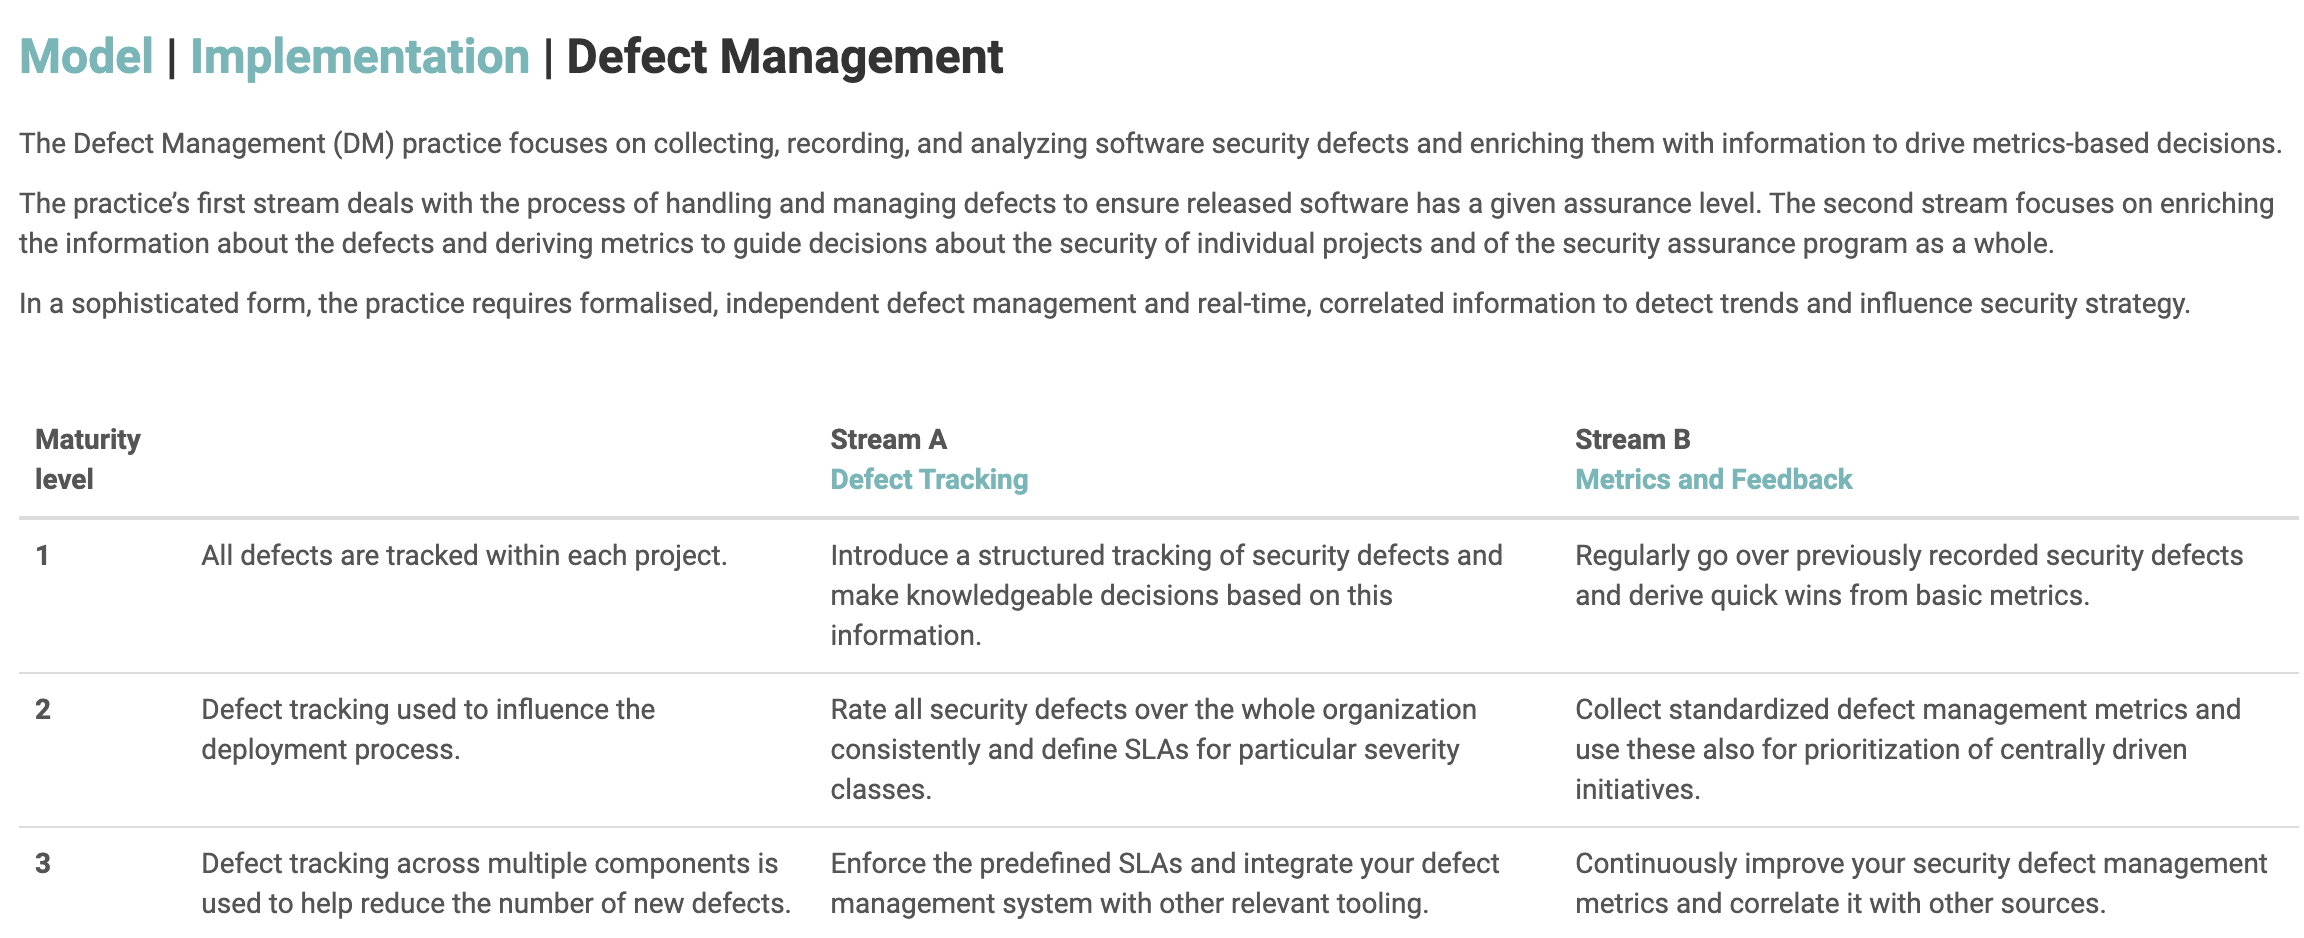 Model | Implementation | Defect Management
The Defect Management (DM) practice focuses on collecting, recording, and analyzing software security defects and enriching them with information to drive metrics-based decisions.
The practice’s first stream deals with the process of handling and managing defects to ensure released software has a given assurance level. The second stream focuses on enriching
the information about the defects and deriving metrics to guide decisions about the security of individual projects and of the security assurance program as a whole.
In a sophisticated form, the practice requires formalised, independent defect management and real-time, correlated information to detect trends and influence security strategy.
Maturity
level
Stream A
Defect Tracking
Stream B
Metrics and Feedback
1
All defects are tracked within each project.
Introduce a structured tracking of security defects and
make knowledgeable decisions based on this
information.
Regularly go over previously recorded security defects
and derive quick wins from basic metrics.
2
Defect tracking used to influence the
deployment process.
Rate all security defects over the whole organization
consistently and define SLAs for particular severity
classes.
Collect standardized defect management metrics and
use these also for prioritization of centrally driven
initiatives.
3
Defect tracking across multiple components is
used to help reduce the number of new defects.
Enforce the predefined SLAs and integrate your defect
management system with other relevant tooling.
Continuously improve your security defect management
metrics and correlate it with other sources.